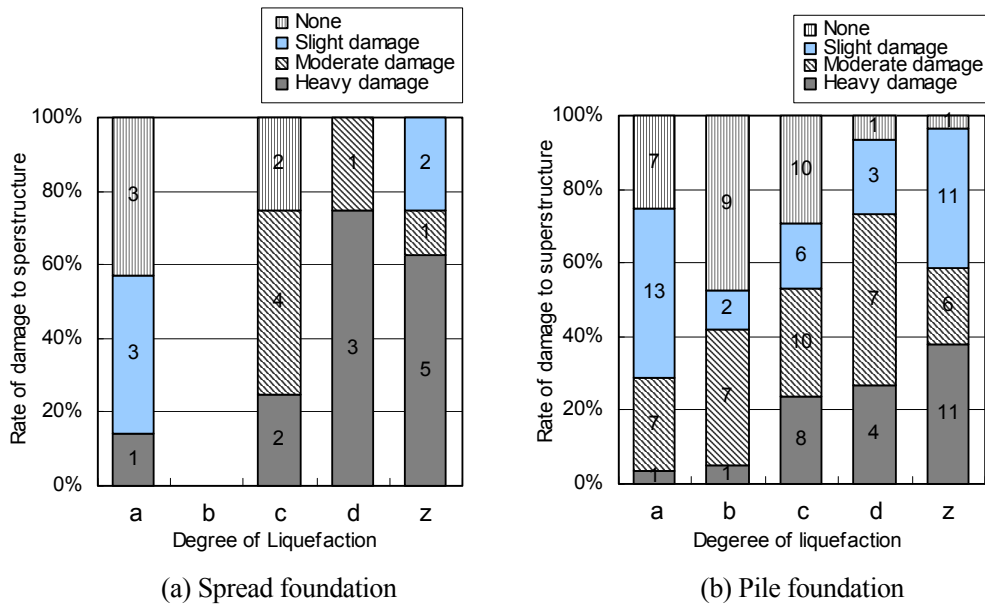 None
Slight damage
Moderate damage
Heavy damage
Rate of damage to sperstructure
100%
80%
60%
40%
20%
0%
3
3
1
2
4
2
1
3
2
1
5
a b c d z
Degree of Liquefaction
(a) Spread foundation
None
Slight damage
Moderate damage
Heavy damage
Rate of damage to superstructure
100%
80%
60%
40%
20%
0%
7
13
7
1
9
2
7
1
10
6
10
8
1
3
7
4
1
11
6
11
a b c d z
Degeree of liquefaction
(b) Pile foundation